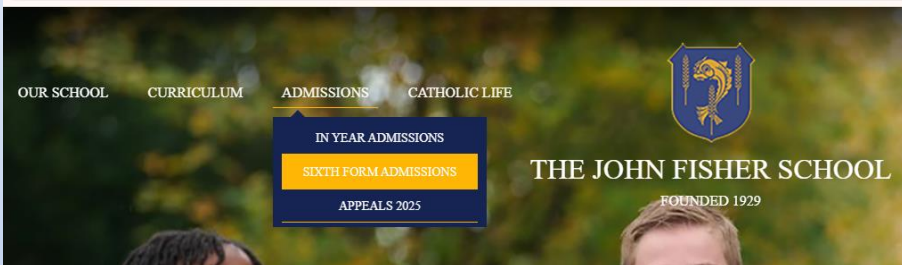 OUR SCHOOL
CURRICULUM
ADMISSIONS
CATHOLIC LIFE
IN YEAR ADMISSIONS
SIXTH FORM ADMISSIONS
APPEALS 2025
THE JOHN FISHER SCHOOL
FOUNDED 1929